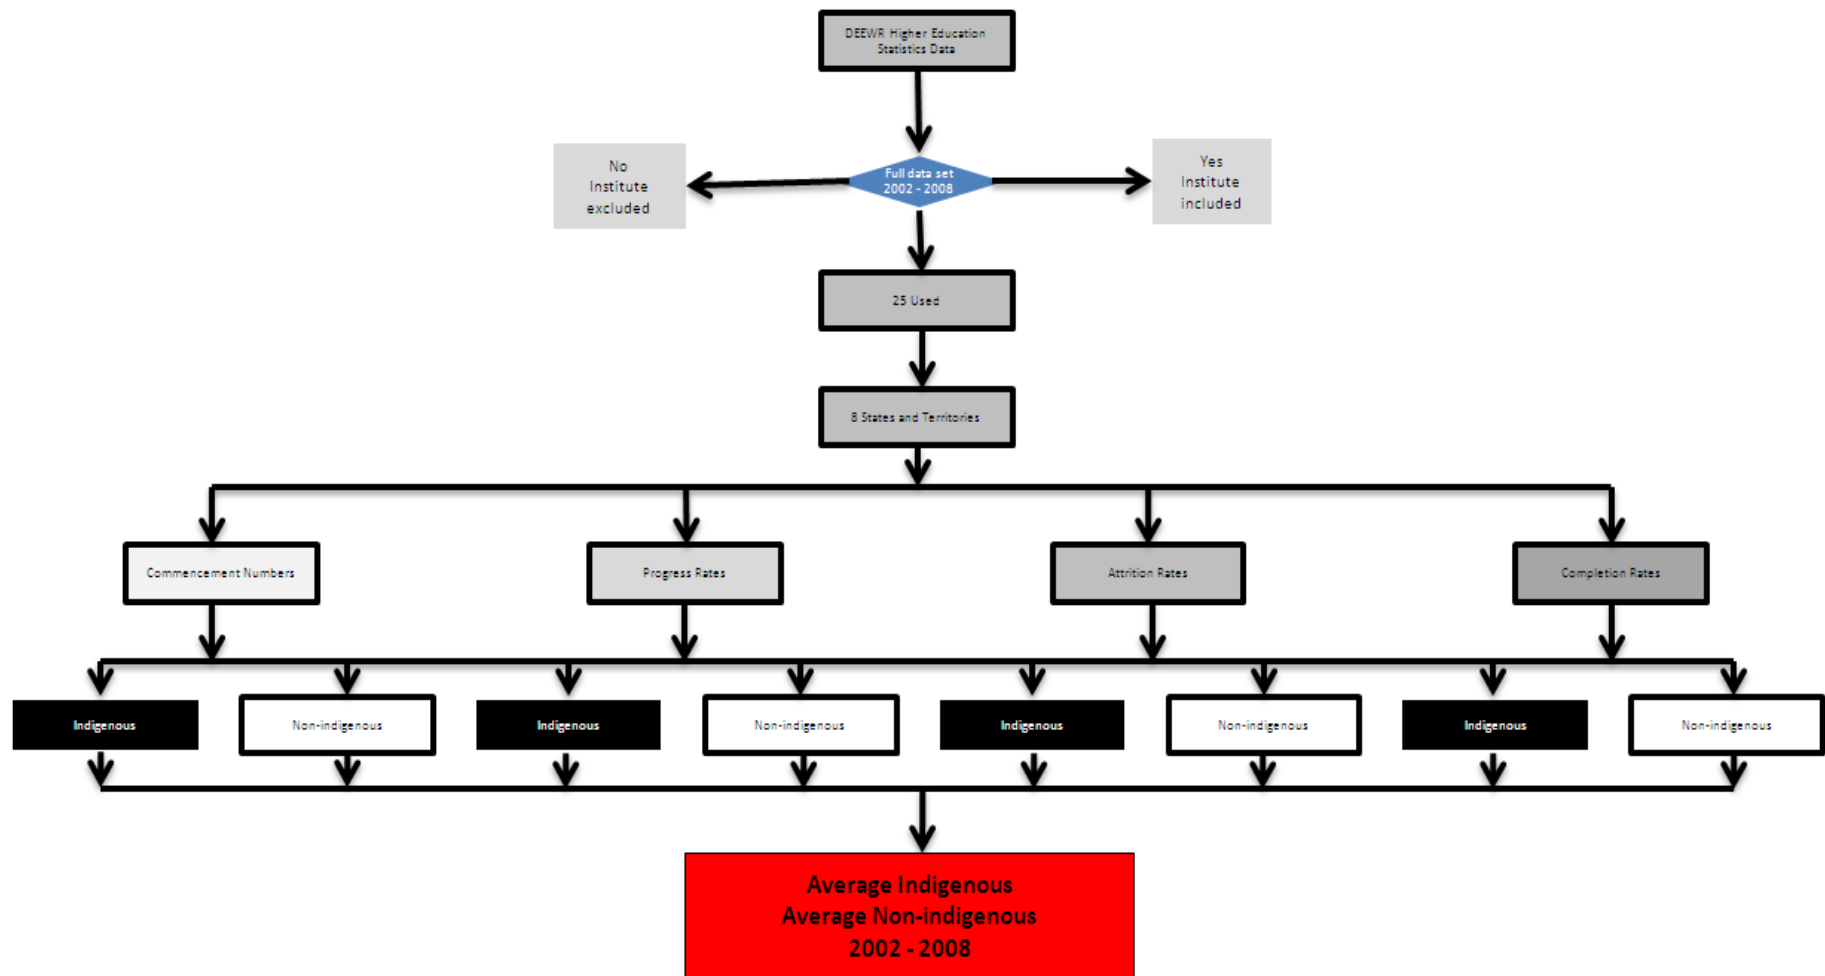 DEEWR Higher Education
Statistics Data
No
Institute
excluded
Full data set
2002 - 2008
Yes
Institute
included
25 Used
8 States and Territories
Commencement Numbers
Progress Rates
Attrition Rates
Completion Rates
Indigenous
Non-indigenous
Indigenous
Non-indigenous
Indigenous
Non-indigenous
Indigenous
Non-indigenous
Average Indigenous
Average Non-indigenous
2002 - 2008